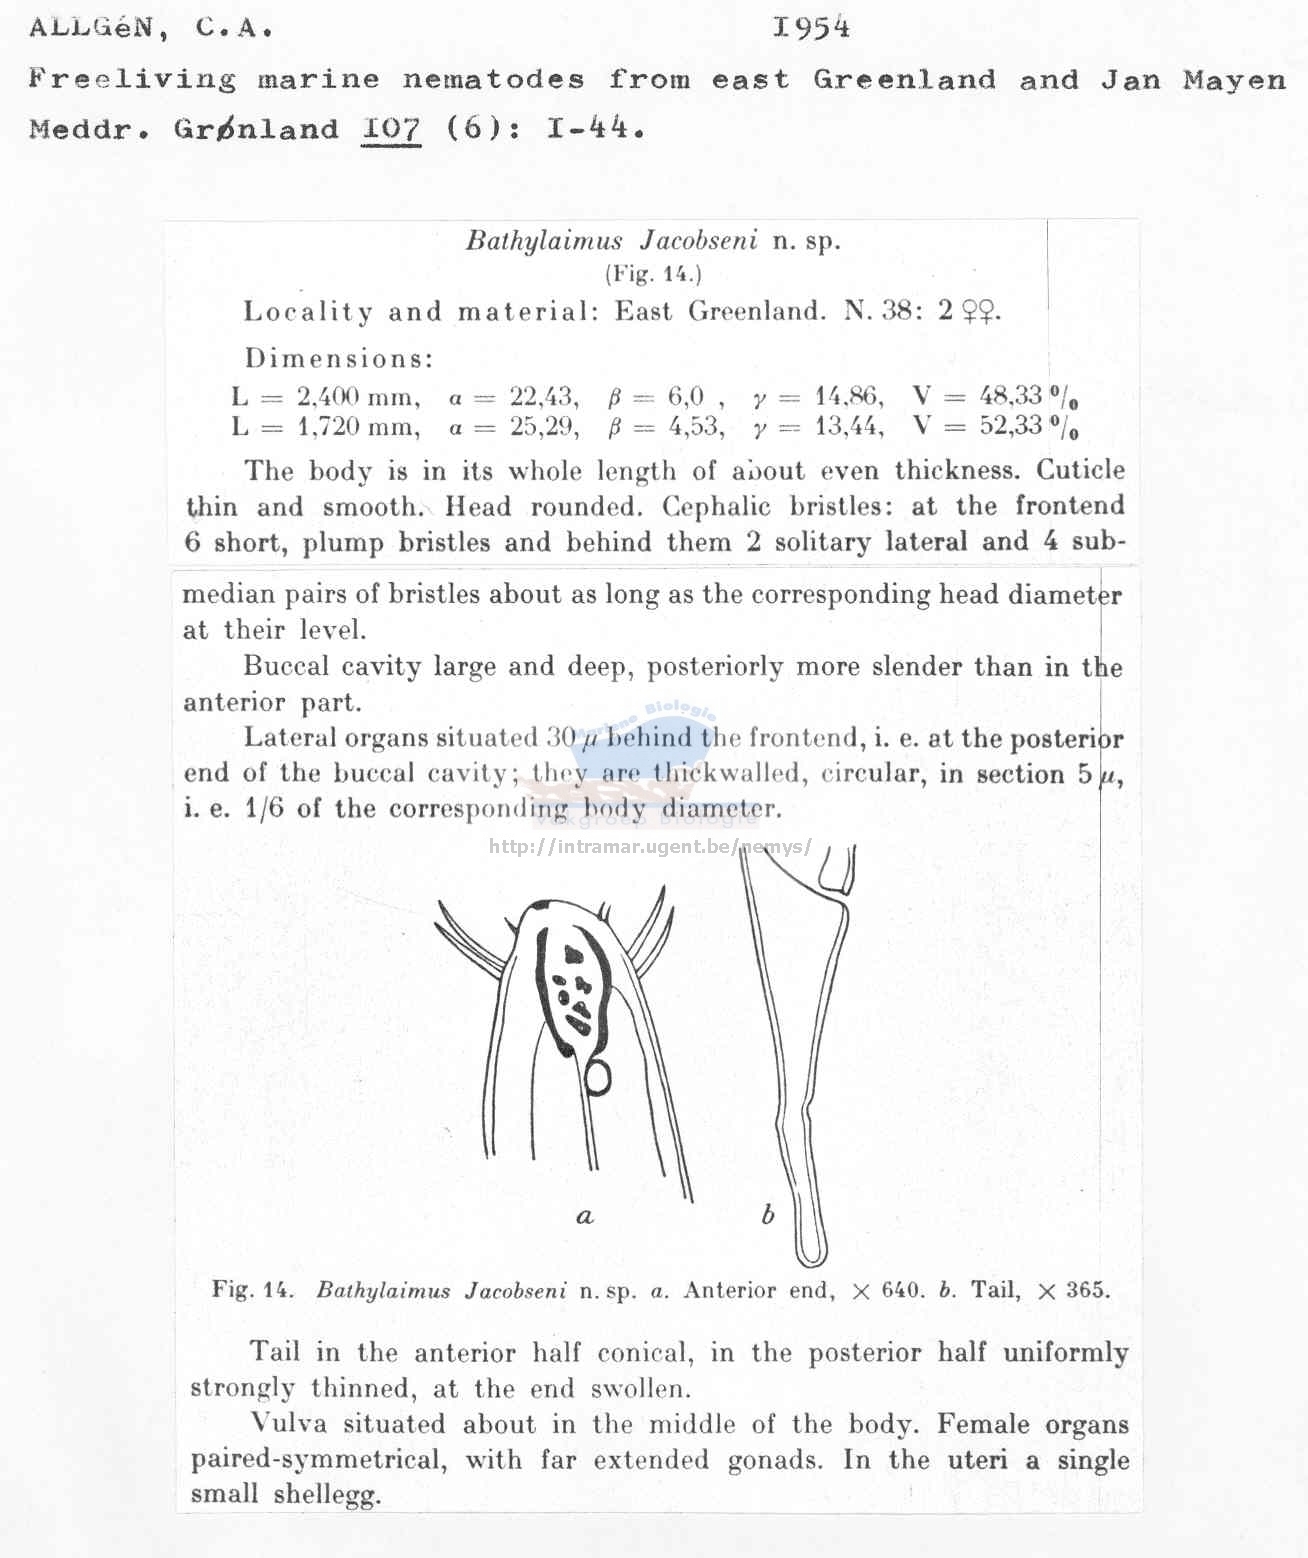 ALLGéN, C.A. I954
Freeliving marine nematodes from east Greenland and Jan Mayen
Meddr. Grønland I07 (6): I-44.
Bathylaimus Jacobseni n. sp.
(Fig. 14.)
Locality and material: East Greenland. N. 38: 2 ♀♀.
Dimensions:
L = 2,400 mm, α = 22,43, β = 6,0 , γ = 14,86, V = 48,33 %
L = 1,720 mm, α = 25,29, β = 4,53, γ = 13,44, V = 52,33 %
The body is in its whole length of about even thickness. Cuticle
thin and smooth. Head rounded. Cephalic bristles: at the frontend
6 short, plump bristles and behind them 2 solitary lateral and 4 sub-
median pairs of bristles about as long as the corresponding head diameter
at their level.
Buccal cavity large and deep, posteriorly more slender than in the
anterior part.
Marine Biologie
Lateral organs situated 30 μ behind the frontend, i. e. at the posterior
end of the buccal cavity; they are thickwalled, circular, in section 5 μ,
i. e. 1/6 of the corresponding body diameter.
Vakgroep Biologie
http://intramar.ugent.be/nemys/
a
b
Fig. 14. Bathylaimus Jacobseni n. sp. a. Anterior end, × 640. b. Tail, × 365.
Tail in the anterior half conical, in the posterior half uniformly
strongly thinned, at the end swollen.
Vulva situated about in the middle of the body. Female organs
paired-symmetrical, with far extended gonads. In the uteri a single
small shellegg.